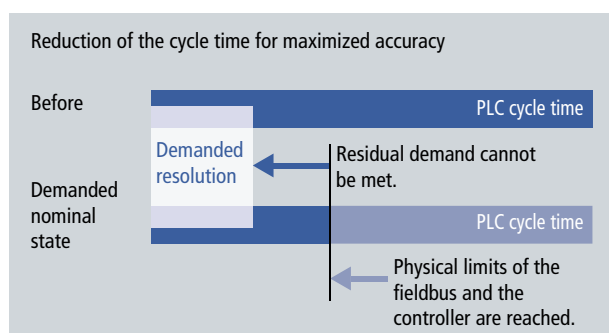 Reduction of the cycle time for maximized accuracy
Before
PLC cycle time
Demanded
resolution
Residual demand cannot
be met.
Demanded
nominal
state
PLC cycle time
Physical limits of the
fieldbus and the
controller are reached.